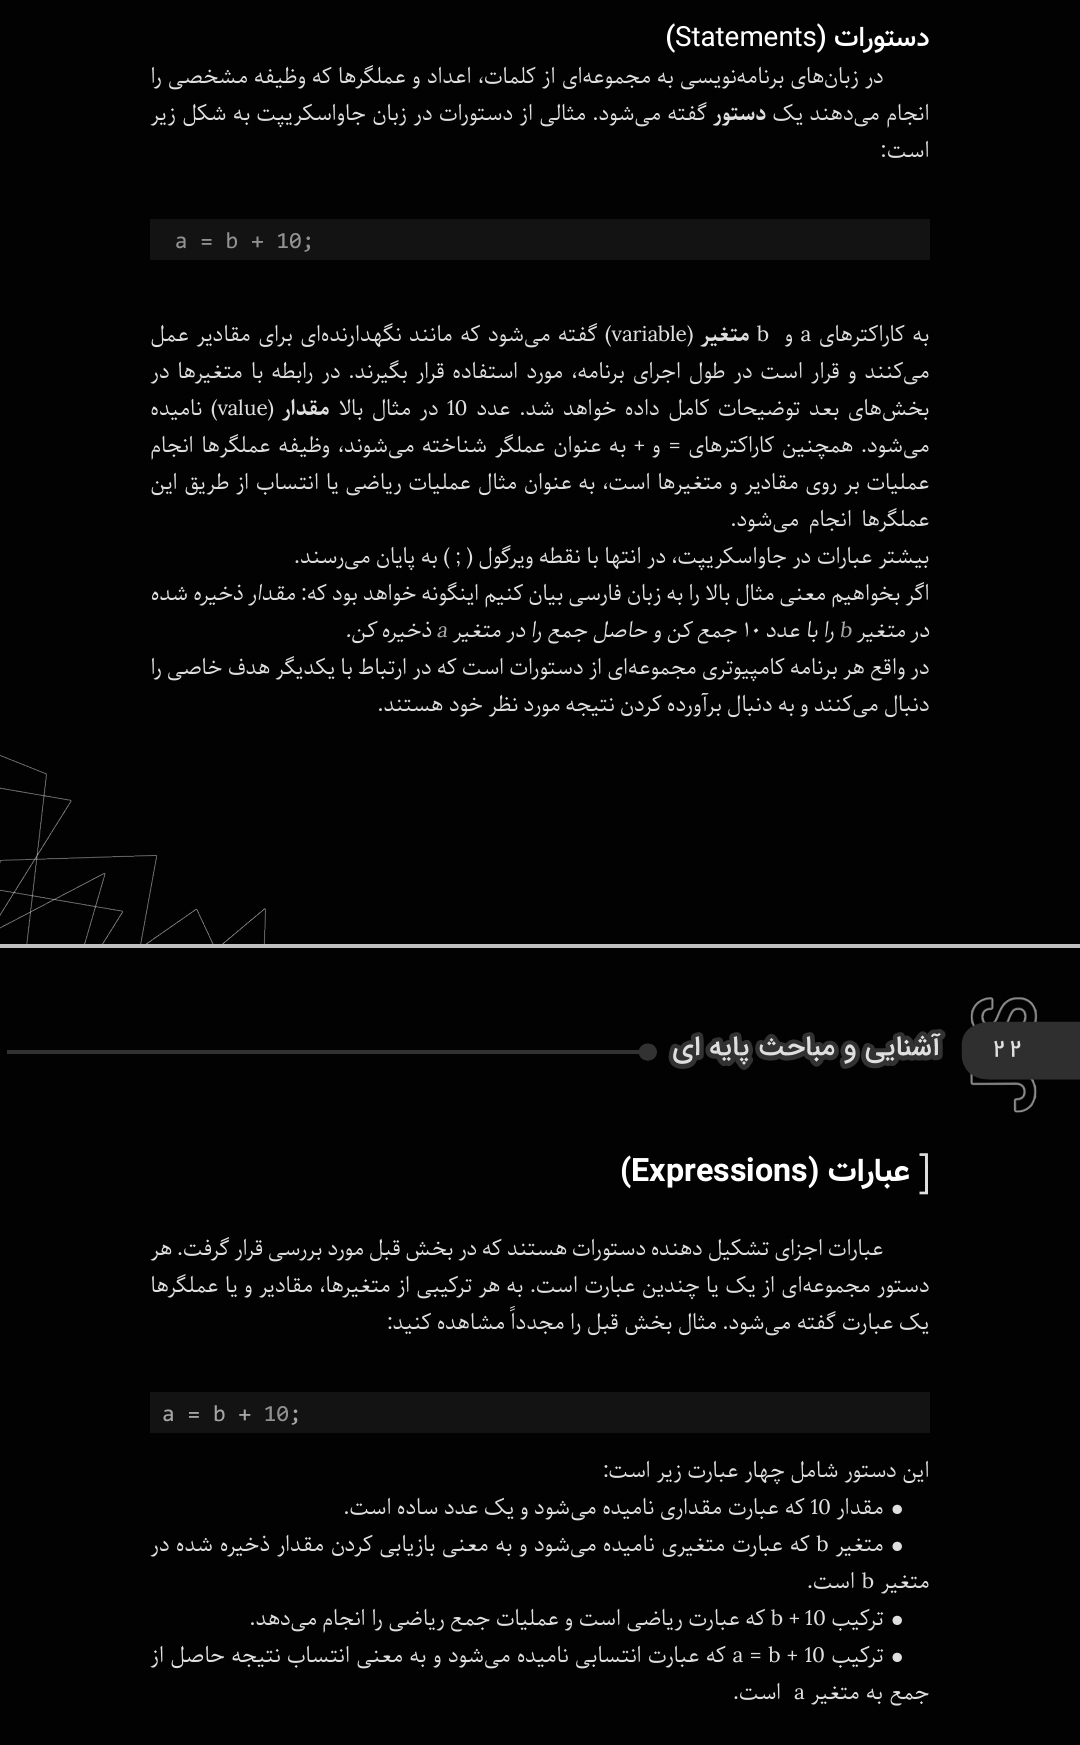 دستورات (Statements)
در زبان‌های برنامه‌نویسی به مجموعه‌ای از کلمات، اعداد و عملگرها که وظیفه مشخصی را
انجام می‌دهند یک دستور گفته می‌شود. مثالی از دستورات در زبان جاواسکریپت به شکل زیر
است:
a = b + 10;
به کاراکترهای a و b متغیر (variable) گفته می‌شود که مانند نگهدارنده‌ای برای مقادیر عمل
می‌کنند و قرار است در طول اجرای برنامه، مورد استفاده قرار بگیرند. در رابطه با متغیرها در
بخش‌های بعد توضیحات کامل داده خواهد شد. عدد 10 در مثال بالا مقدار (value) نامیده
می‌شود. همچنین کاراکترهای = و + به عنوان عملگر شناخته می‌شوند، وظیفه عملگرها انجام
عملیات بر روی مقادیر و متغیرها است، به عنوان مثال عملیات ریاضی یا انتساب از طریق این
عملگرها انجام می‌شود.
بیشتر عبارات در جاواسکریپت، در انتها با نقطه ویرگول ( ; ) به پایان می‌رسند.
اگر بخواهیم معنی مثال بالا را به زبان فارسی بیان کنیم اینگونه خواهد بود که: مقدار ذخیره شده
در متغیر b را با عدد ۱۰ جمع کن و حاصل جمع را در متغیر a ذخیره کن.
در واقع هر برنامه کامپیوتری مجموعه‌ای از دستورات است که در ارتباط با یکدیگر هدف خاصی را
دنبال می‌کنند و به دنبال برآورده کردن نتیجه مورد نظر خود هستند.
JS
۲۲
آشنایی و مباحث پایه ای
[ عبارات (Expressions)
عبارات اجزای تشکیل دهنده دستورات هستند که در بخش قبل مورد بررسی قرار گرفت. هر
دستور مجموعه‌ای از یک یا چندین عبارت است. به هر ترکیبی از متغیرها، مقادیر و یا عملگرها
یک عبارت گفته می‌شود. مثال بخش قبل را مجدداً مشاهده کنید:
a = b + 10;
این دستور شامل چهار عبارت زیر است:
● مقدار 10 که عبارت مقداری نامیده می‌شود و یک عدد ساده است.
● متغیر b که عبارت متغیری نامیده می‌شود و به معنی بازیابی کردن مقدار ذخیره شده در
متغیر b است.
● ترکیب b + 10 که عبارت ریاضی است و عملیات جمع ریاضی را انجام می‌دهد.
● ترکیب a = b + 10 که عبارت انتسابی نامیده می‌شود و به معنی انتساب نتیجه حاصل از
جمع به متغیر a است.